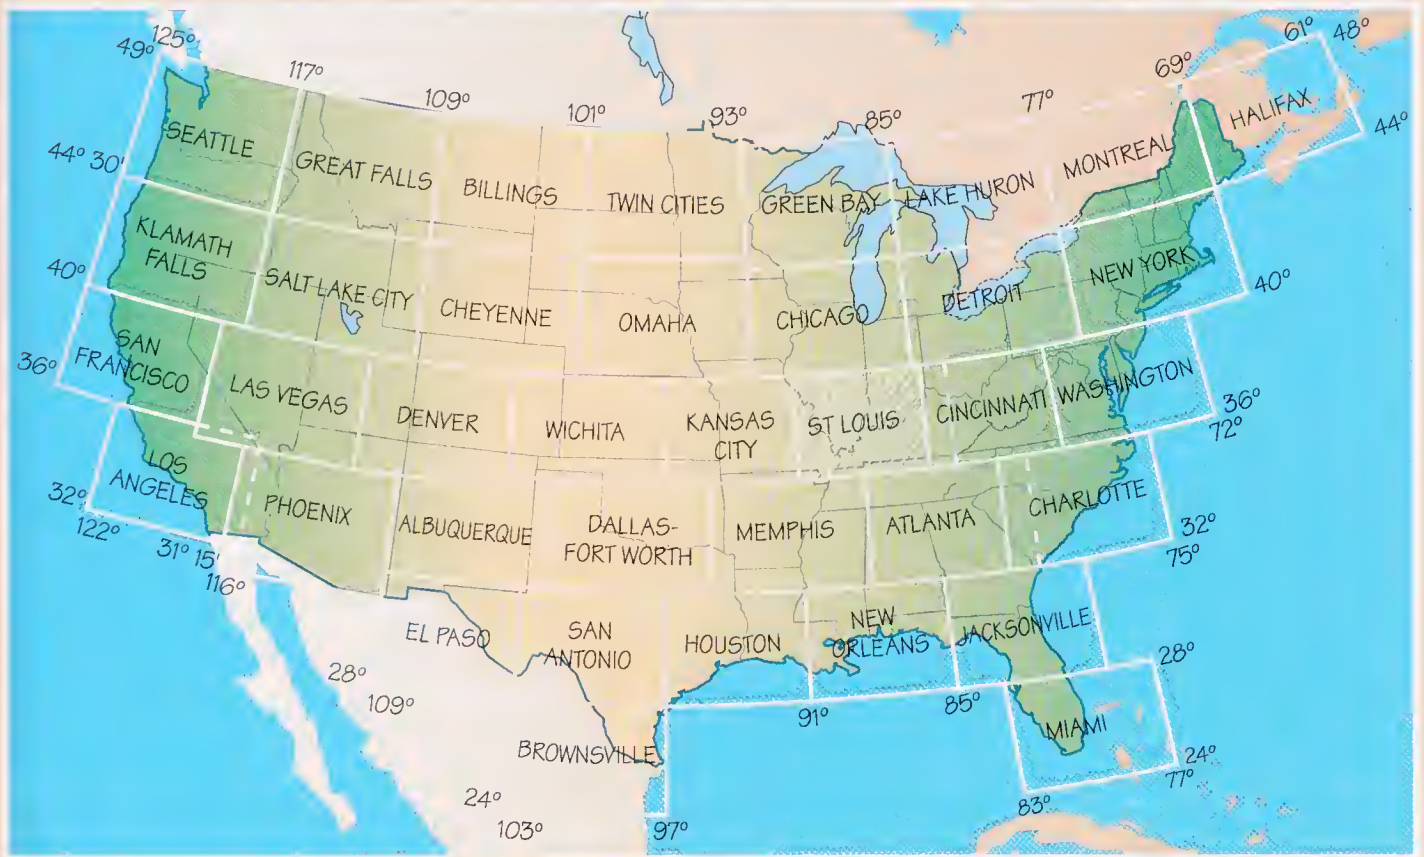 125°
49°
117°
109°
101°
93°
85°
77°
69°
61°
48°
44°
SEATTLE
GREAT FALLS
BILLINGS
TWIN CITIES
GREEN BAY
LAKE HURON
MONTREAL
HALIFAX
44° 30'
KLAMATH
FALLS
SALT LAKE CITY
CHEYENNE
OMAHA
CHICAGO
DETROIT
NEW YORK
40°
40°
SAN
FRANCISCO
LAS VEGAS
DENVER
WICHITA
KANSAS
CITY
ST LOUIS
CINCINNATI
WASHINGTON
36°
36°
72°
LOS
ANGELES
PHOENIX
ALBUQUERQUE
DALLAS-
FORT WORTH
MEMPHIS
ATLANTA
CHARLOTTE
32°
122°
31° 15'
116°
32°
75°
EL PASO
SAN
ANTONIO
HOUSTON
NEW
ORLEANS
JACKSONVILLE
28°
109°
91°
85°
28°
BROWNSVILLE
MIAMI
24°
77°
24°
103°
97°
83°